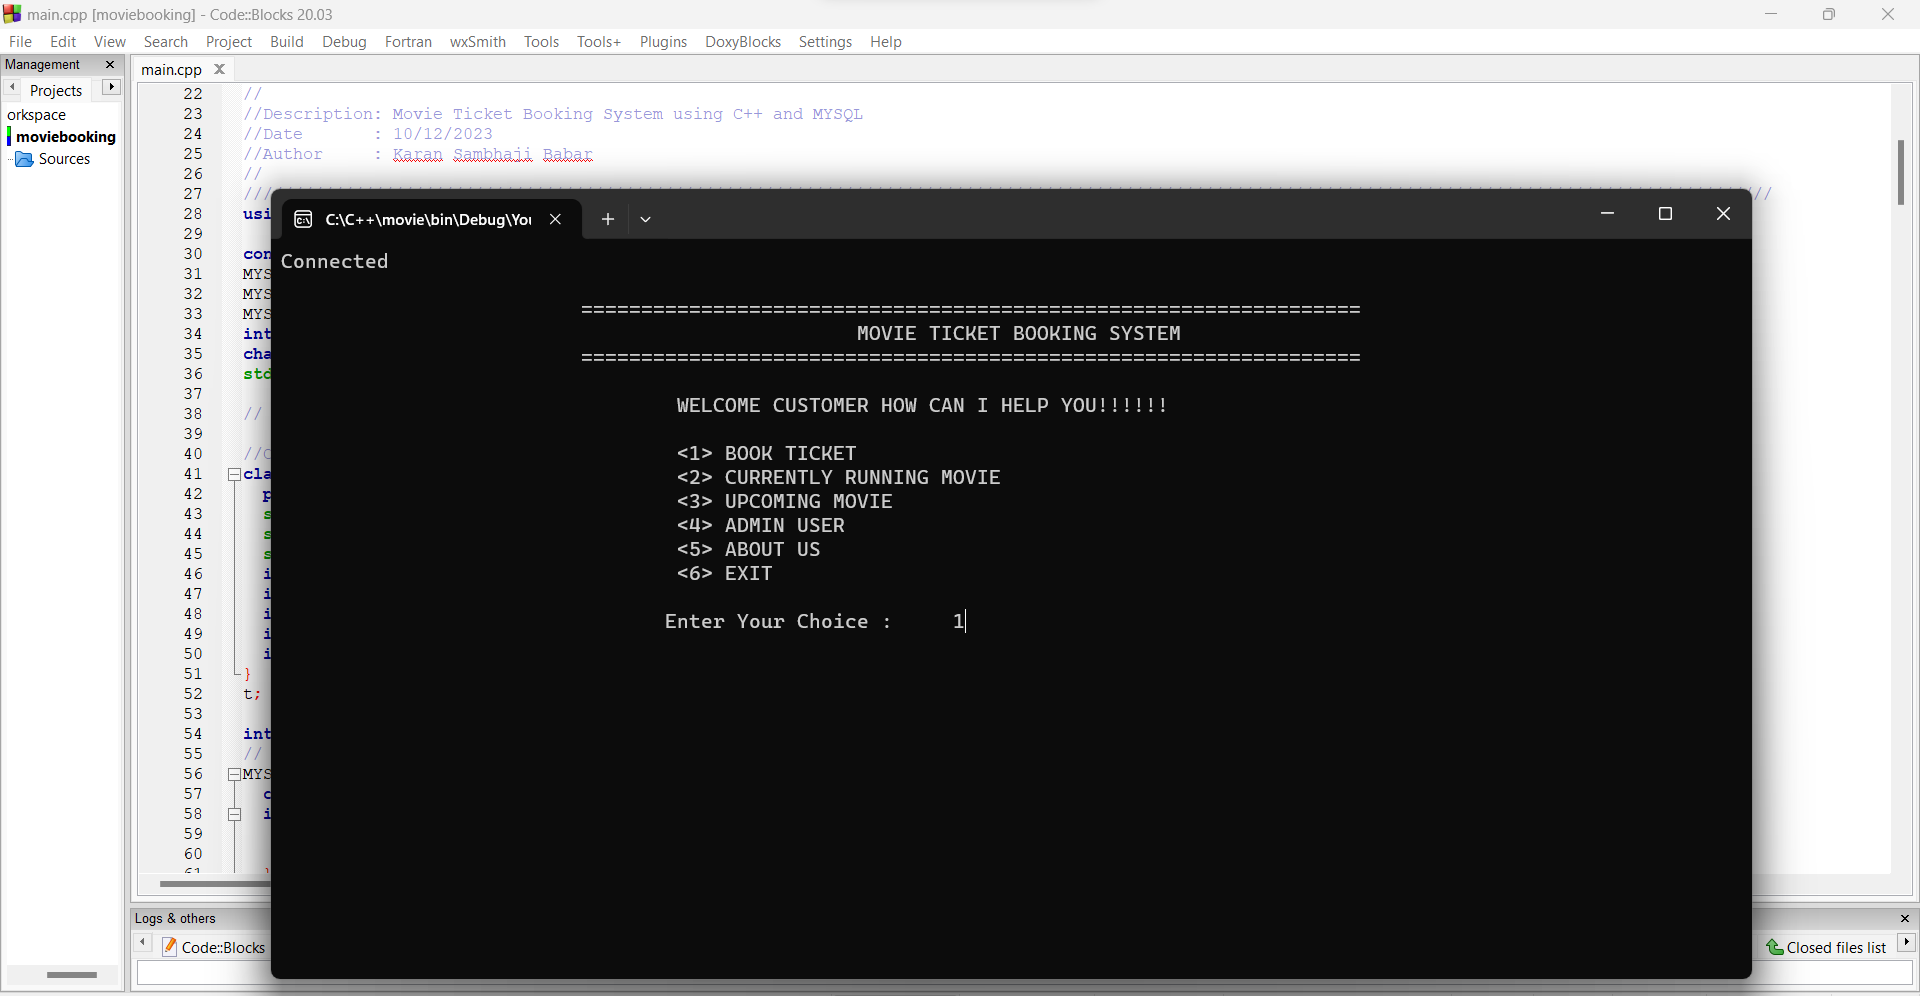 main.cpp [moviebooking] - Code::Blocks 20.03
File Edit View Search Project Build Debug Fortran wxSmith Tools Tools+ Plugins DoxyBlocks Settings Help
Management
main.cpp
Projects
orkspace
moviebooking
Sources
22 //
23 //Description: Movie Ticket Booking System using C++ and MYSQL
24 //Date : 10/12/2023
25 //Author : Karan Sambhaji Babar
26 //
27 /// //
28 usi
29
30 con
31 MYS
32 MYS
33 MYS
34 int
35 cha
36 std
37
38 //
39
40 //C
41 cla
42 p
43 s
44 s
45 s
46 i
47 i
48 i
49 i
50 i
51 }
52 t;
53
54 int
55 //
56 MYS
57 c
58 i
59
60
61
C:\C++\movie\bin\Debug\You
Connected
=================================================================
MOVIE TICKET BOOKING SYSTEM
=================================================================
WELCOME CUSTOMER HOW CAN I HELP YOU!!!!!!
<1> BOOK TICKET
<2> CURRENTLY RUNNING MOVIE
<3> UPCOMING MOVIE
<4> ADMIN USER
<5> ABOUT US
<6> EXIT
Enter Your Choice : 1
Logs & others
Code::Blocks
Closed files list